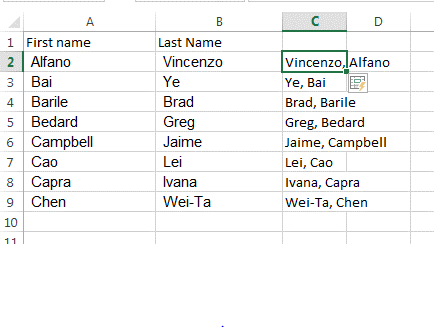 A B C D
1 First name Last Name
2 Alfano Vincenzo Vincenzo, Alfano
3 Bai Ye Ye, Bai
4 Barile Brad Brad, Barile
5 Bedard Greg Greg, Bedard
6 Campbell Jaime Jaime, Campbell
7 Cao Lei Lei, Cao
8 Capra Ivana Ivana, Capra
9 Chen Wei-Ta Wei-Ta, Chen
10
11